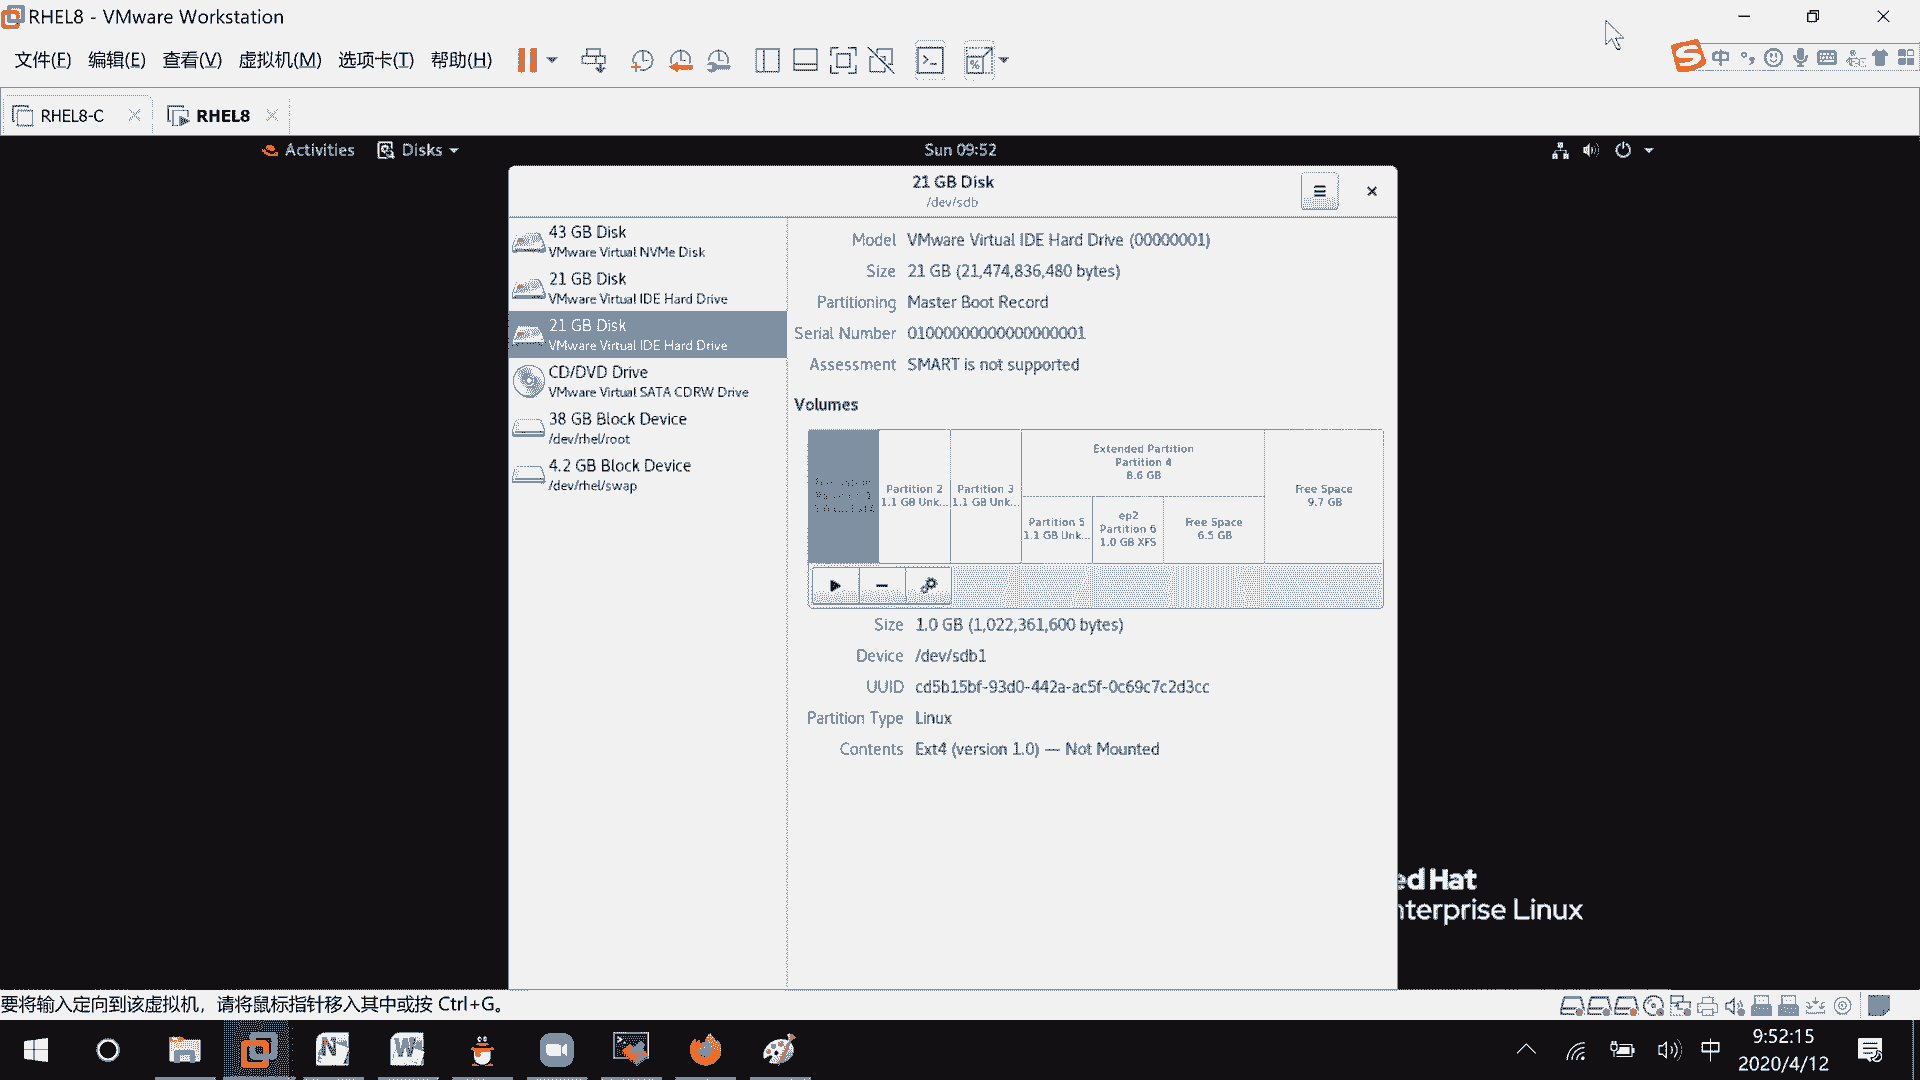 RHEL8 - VMware Workstation
文件(F) 编辑(E) 查看(V) 虚拟机(M) 选项卡(T) 帮助(H)
中
RHEL8-C
RHEL8
Activities Disks Sun 09:52
21 GB Disk
/dev/sdb
43 GB Disk
VMware Virtual NVMe Disk
21 GB Disk
VMware Virtual IDE Hard Drive
21 GB Disk
VMware Virtual IDE Hard Drive
CD/DVD Drive
VMware Virtual SATA CDRW Drive
38 GB Block Device
/dev/rhel/root
4.2 GB Block Device
/dev/rhel/swap
Model VMware Virtual IDE Hard Drive (00000001)
Size 21 GB (21,474,836,480 bytes)
Partitioning Master Boot Record
Serial Number 01000000000000000001
Assessment SMART is not supported
Volumes
Partition 2
1.1 GB Unk...
Partition 3
1.1 GB Unk...
Extended Partition
Partition 4
8.6 GB
Partition 5
1.1 GB Unk...
ep2
Partition 6
1.0 GB XFS
Free Space
6.5 GB
Free Space
9.7 GB
Size 1.0 GB (1,022,361,600 bytes)
Device /dev/sdb1
UUID cd5b15bf-93d0-442a-ac5f-0c69c7c2d3cc
Partition Type Linux
Contents Ext4 (version 1.0) — Not Mounted
ed Hat
nterprise Linux
要将输入定向到该虚拟机，请将鼠标指针移入其中或按 Ctrl+G。
中
9:52:15
2020/4/12